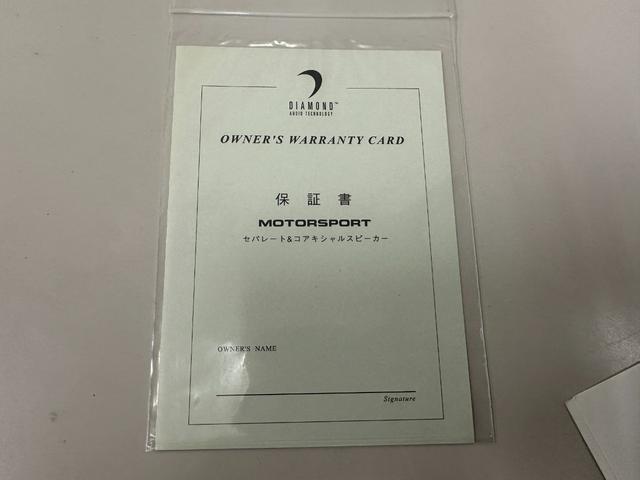 DIAMOND™
AUDIO TECHNOLOGY
OWNER'S WARRANTY CARD
保 証 書
MOTORSPORT
セパレート&コアキシャルスピーカー
OWNER'S NAME
Signature